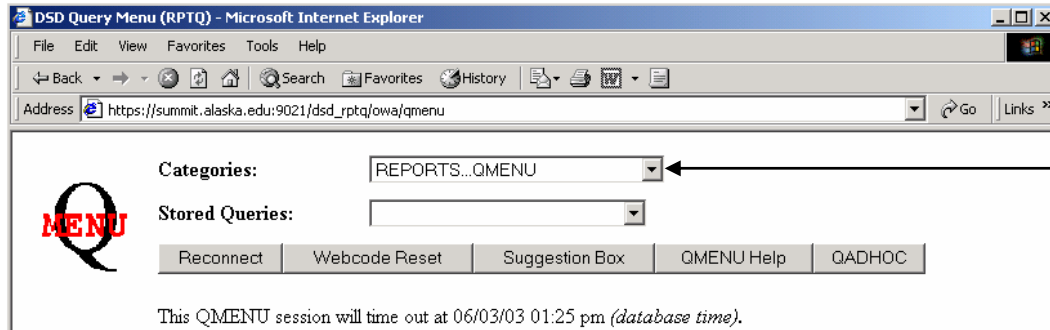 DSD Query Menu (RPTQ) - Microsoft Internet Explorer
File Edit View Favorites Tools Help
Back Search Favorites History
Address https://summit.alaska.edu:9021/dsd_rptq/owa/qmenu Go Links »
Categories: REPORTS...QMENU
Q MENU
Stored Queries:
Reconnect Webcode Reset Suggestion Box QMENU Help QADHOC
This QMENU session will time out at 06/03/03 01:25 pm (database time).